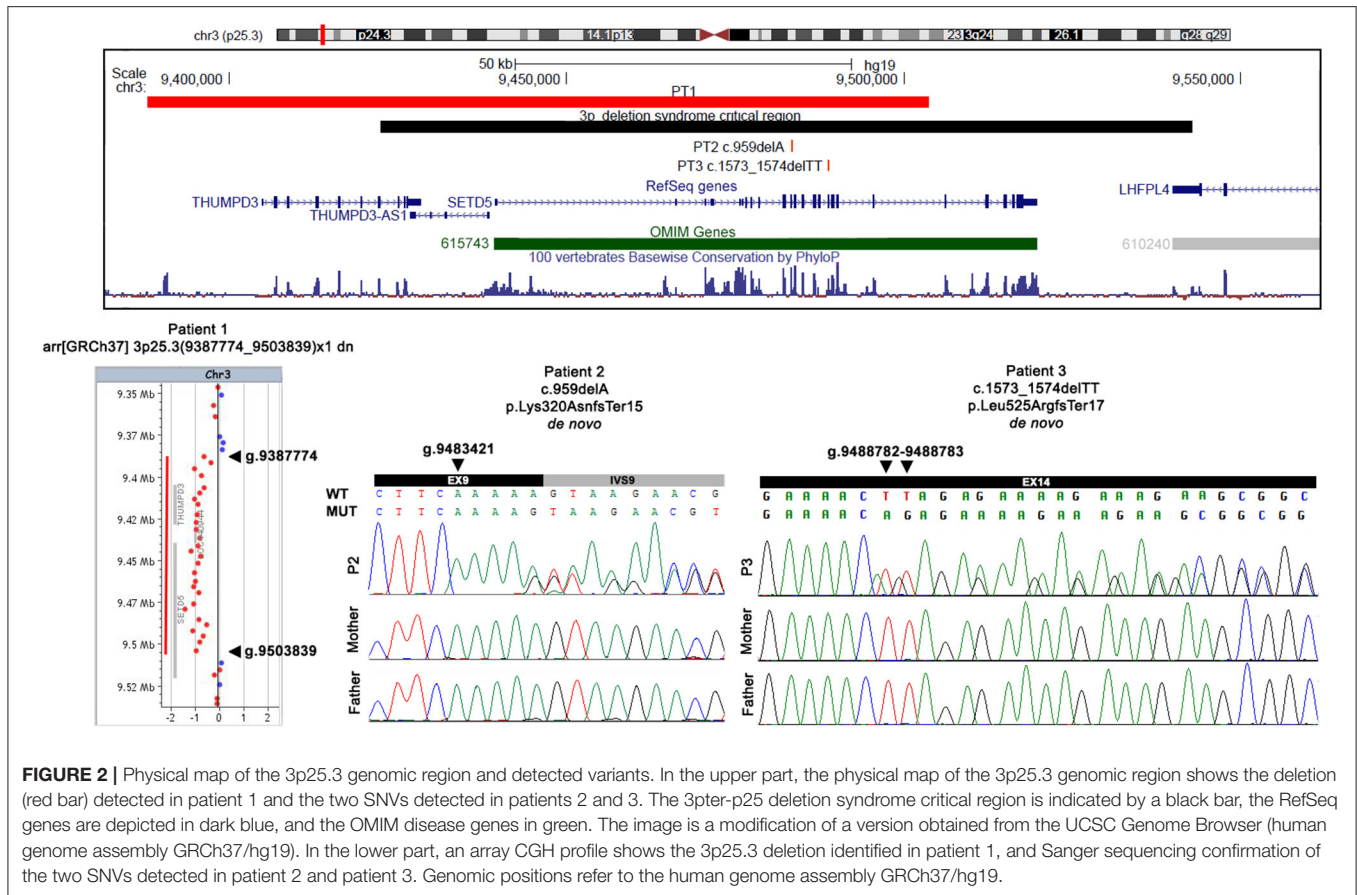 chr3 (p25.3) p24.3 14.1 p13 23 3q24 26.1 q28 q29
Scale 50 kb hg19
chr3: 9,400,000 9,450,000 9,500,000 9,550,000
PT1
3p deletion syndrome critical region
PT2 c.959delA
PT3 c.1573_1574delTT
RefSeq genes
LHFPL4
THUMPD3 SETD5
THUMPD3-AS1
OMIM Genes
615743 610240
100 vertebrates Basewise Conservation by PhyloP
Patient 1
arr[GRCh37] 3p25.3(9387774_9503839)x1 dn
Chr3
9.35 Mb
9.37 Mb
g.9387774
9.4 Mb
THUMPD3
9.42 Mb
9.45 Mb
9.47 Mb
SETD5
9.5 Mb
g.9503839
9.52 Mb
-2 -1 0 1 2
Patient 2
c.959delA
p.Lys320AsnfsTer15
de novo
g.9483421
EX9 IVS9
WT C T T C A A A A A G T A A G A A C G
MUT C T T C A A A A G T A A G A A C G T
P2
Mother
Father
Patient 3
c.1573_1574delTT
p.Leu525ArgfsTer17
de novo
g.9488782-9488783
EX14
G A A A A C T T A G A G A A A A G A A A G A A G C G G C
G A A A A C A G A G A A A A G A A A G A A G C G G C G G
P3
Mother
Father
FIGURE 2 | Physical map of the 3p25.3 genomic region and detected variants. In the upper part, the physical map of the 3p25.3 genomic region shows the deletion
(red bar) detected in patient 1 and the two SNVs detected in patients 2 and 3. The 3pter-p25 deletion syndrome critical region is indicated by a black bar, the RefSeq
genes are depicted in dark blue, and the OMIM disease genes in green. The image is a modification of a version obtained from the UCSC Genome Browser (human
genome assembly GRCh37/hg19). In the lower part, an array CGH profile shows the 3p25.3 deletion identified in patient 1, and Sanger sequencing confirmation of
the two SNVs detected in patient 2 and patient 3. Genomic positions refer to the human genome assembly GRCh37/hg19.